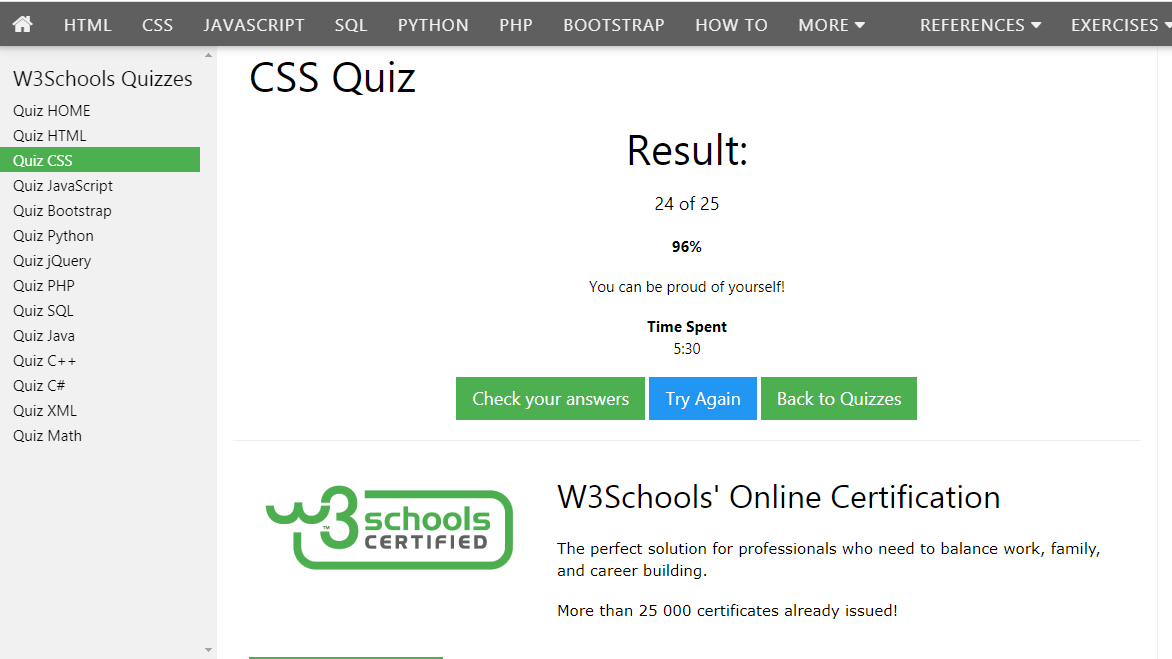 HTML CSS JAVASCRIPT SQL PYTHON PHP BOOTSTRAP HOW TO MORE REFERENCES EXERCISES
W3Schools Quizzes
Quiz HOME
Quiz HTML
Quiz CSS
Quiz JavaScript
Quiz Bootstrap
Quiz Python
Quiz jQuery
Quiz PHP
Quiz SQL
Quiz Java
Quiz C++
Quiz C#
Quiz XML
Quiz Math
CSS Quiz
Result:
24 of 25
96%
You can be proud of yourself!
Time Spent
5:30
Check your answers Try Again Back to Quizzes
w3schools™
CERTIFIED
W3Schools' Online Certification
The perfect solution for professionals who need to balance work, family,
and career building.
More than 25 000 certificates already issued!